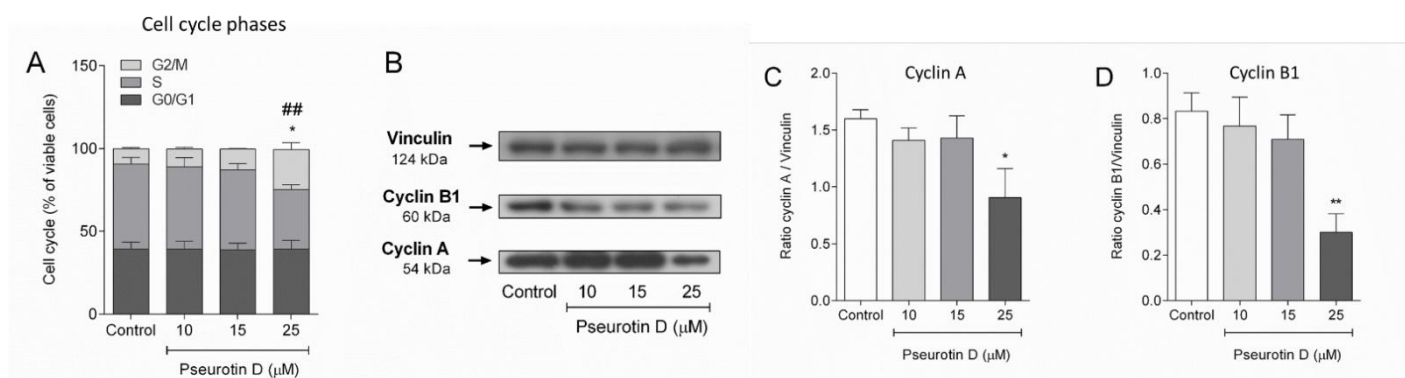 Cell cycle phases
A
Cell cycle (% of viable cells)
150
100
50
0
G2/M
S
G0/G1
##
*
Control
10
15
25
Pseurotin D (μM)
B
Vinculin
124 kDa
Cyclin B1
60 kDa
Cyclin A
54 kDa
Control
10
15
25
Pseurotin D (μM)
C
Cyclin A
Ratio cyclin A / Vinculin
2.0
1.5
1.0
0.5
0.0
*
Control
10
15
25
Pseurotin D (μM)
D
Cyclin B1
Ratio cyclin B1/Vinculin
1.0
0.8
0.6
0.4
0.2
0.0
**
Control
10
15
25
Pseurotin D (μM)